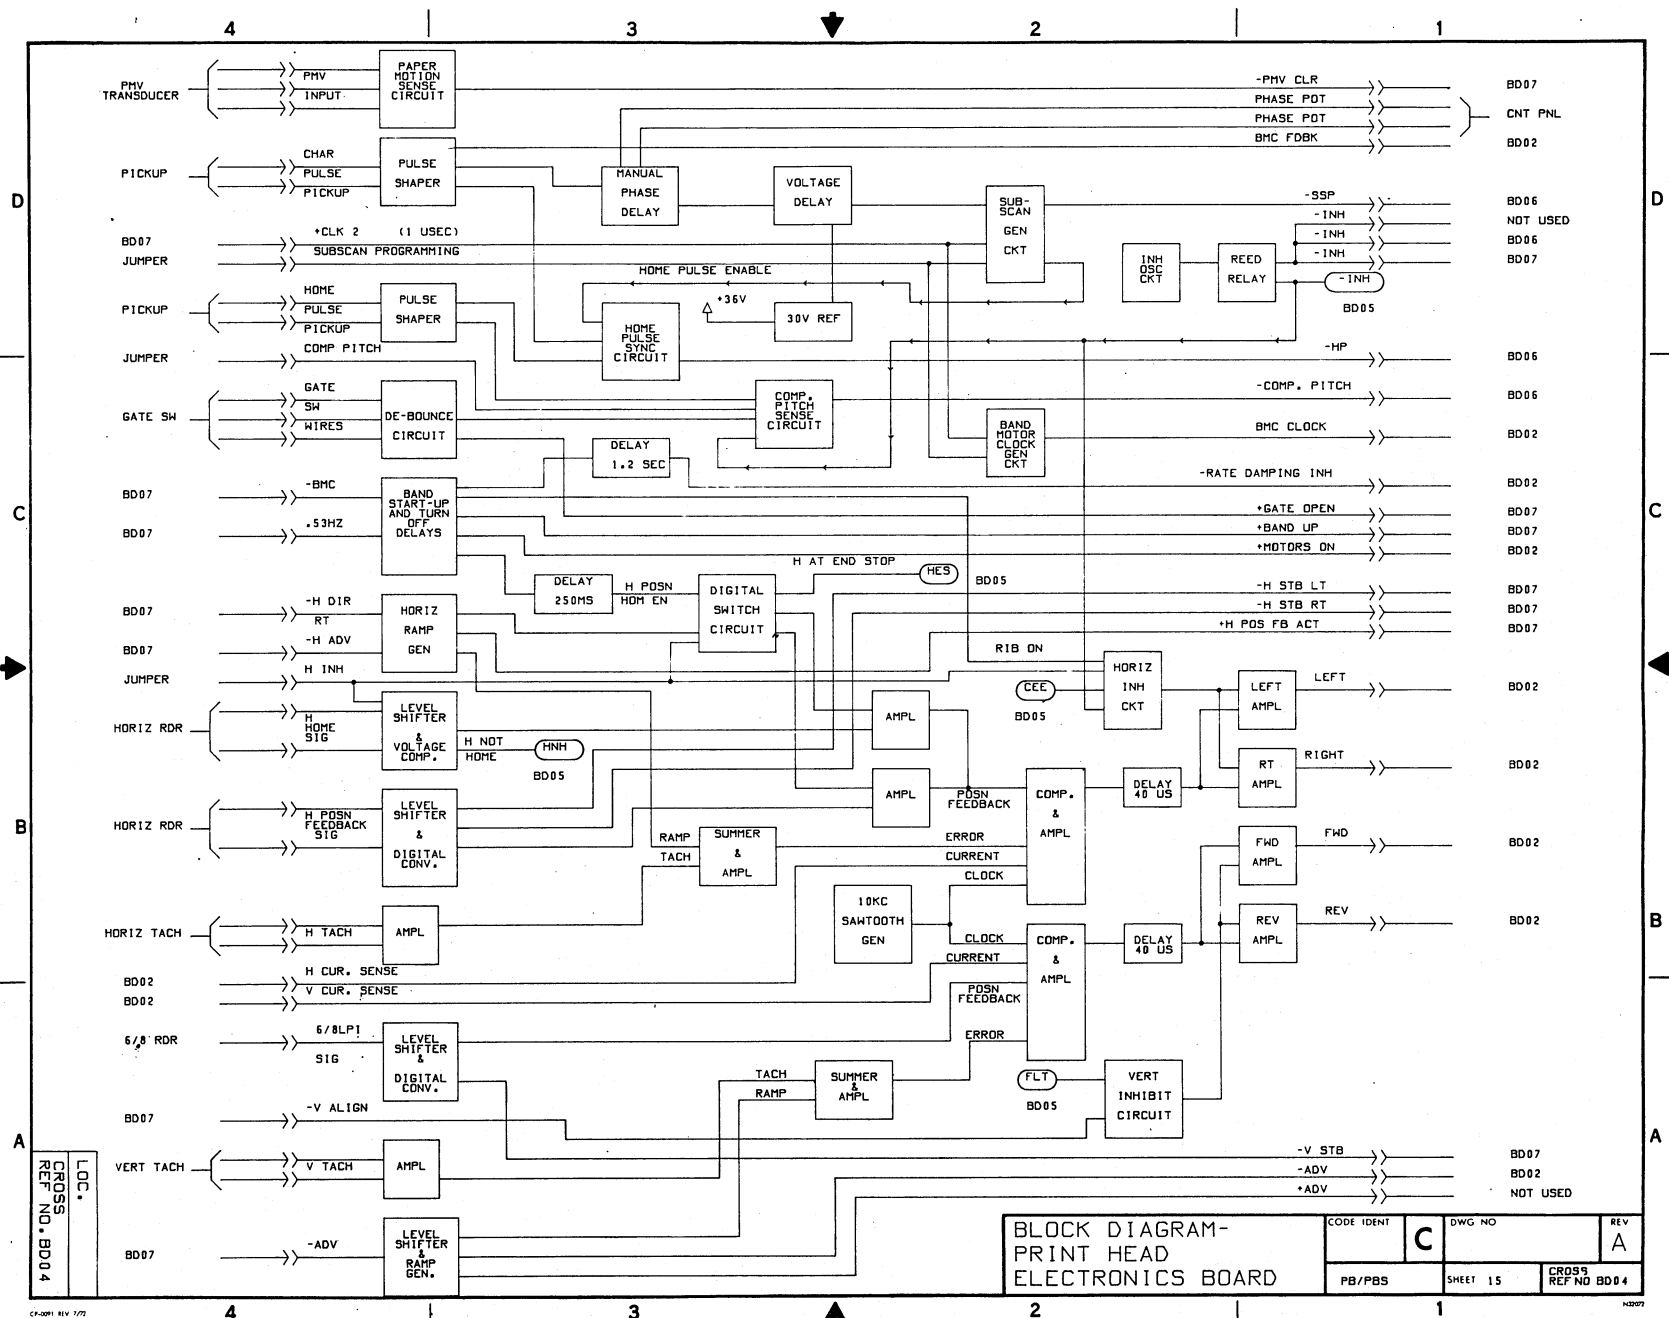 4 3 2 1
PMV TRANSDUCER
PMV INPUT
PAPER MOTION SENSE CIRCUIT
-PMV CLR
BD07
PHASE POT
PHASE POT
CNT PNL
BMC FDBK
BD02
PICKUP
CHAR PULSE PICKUP
PULSE SHAPER
MANUAL PHASE DELAY
VOLTAGE DELAY
SUB-SCAN GEN CKT
D
D
-SSP
BD06
-INH
NOT USED
-INH
BD06
-INH
BD07
BD07
+CLK 2 (1 USEC)
JUMPER
SUBSCAN PROGRAMMING
HOME PULSE ENABLE
INH OSC CKT
REED RELAY
-INH
BD05
PICKUP
HOME PULSE PICKUP
PULSE SHAPER
+36V
30V REF
HOME PULSE SYNC CIRCUIT
-HP
BD06
JUMPER
COMP PITCH
GATE SW
GATE SW WIRES
DE-BOUNCE CIRCUIT
COMP. PITCH SENSE CIRCUIT
-COMP. PITCH
BD06
BAND MOTOR CLOCK GEN CKT
BMC CLOCK
BD02
DELAY 1.2 SEC
-RATE DAMPING INH
BD02
BD07
-BMC
BAND START-UP AND TURN OFF DELAYS
C
C
+GATE OPEN
BD07
BD07
.53HZ
+BAND UP
BD07
+MOTORS ON
BD02
H AT END STOP
HES
BD05
DELAY 250MS
H POSN HOM EN
DIGITAL SWITCH CIRCUIT
-H STB LT
BD07
BD07
-H DIR RT
HORIZ RAMP GEN
-H STB RT
BD07
+H POS FB ACT
BD07
BD07
-H ADV
RIB ON
JUMPER
H INH
HORIZ INH CKT
CEE
BD05
LEFT AMPL
LEFT
BD02
HORIZ RDR
H HOME SIG
LEVEL SHIFTER & VOLTAGE COMP.
H NOT HOME
HNH
BD05
AMPL
RT AMPL
RIGHT
BD02
AMPL
POSN FEEDBACK
COMP. & AMPL
DELAY 40 US
HORIZ RDR
H POSN FEEDBACK SIG
LEVEL SHIFTER & DIGITAL CONV.
B
RAMP
TACH
SUMMER & AMPL
ERROR
CURRENT
CLOCK
FWD AMPL
FWD
BD02
10KC SAWTOOTH GEN
HORIZ TACH
H TACH
AMPL
CLOCK
CURRENT
COMP. & AMPL
DELAY 40 US
REV AMPL
REV
BD02
B
BD02
H CUR. SENSE
BD02
V CUR. SENSE
POSN FEEDBACK
6/8 RDR
6/8LPI SIG
LEVEL SHIFTER & DIGITAL CONV.
ERROR
TACH
RAMP
SUMMER & AMPL
FLT
BD05
VERT INHIBIT CIRCUIT
BD07
-V ALIGN
A
A
VERT TACH
V TACH
AMPL
-V STB
BD07
-ADV
BD02
+ADV
NOT USED
BD07
-ADV
LEVEL SHIFTER & RAMP GEN.
LOC.
CROSS REF NO. BD04
BLOCK DIAGRAM-
PRINT HEAD
ELECTRONICS BOARD
CODE IDENT
C
DWG NO
REV
A
PB/PBS
SHEET 15
CROSS REF NO BD04
CP-0091 REV 7/72
4 3 2 1
N32072